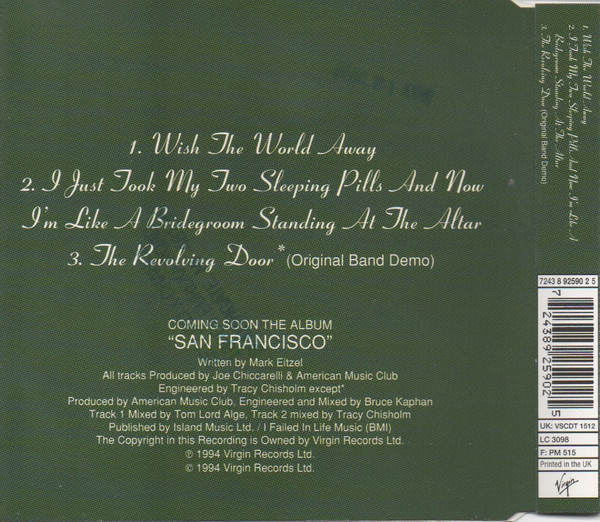 1. Wish The World Away
2. I Just Took My Two Sleeping Pills And Now
I'm Like A Bridegroom Standing At The Altar
3. The Revolving Door* (Original Band Demo)
COMING SOON THE ALBUM
"SAN FRANCISCO"
Written by Mark Eitzel
All tracks Produced by Joe Chiccarelli & American Music Club
Engineered by Tracy Chisholm except*
Produced by American Music Club, Engineered and Mixed by Bruce Kaphan
Track 1 Mixed by Tom Lord Alge, Track 2 mixed by Tracy Chisholm
Published by Island Music Ltd. / I Failed In Life Music (BMI)
The Copyright in this Recording is Owned by Virgin Records Ltd.
℗ 1994 Virgin Records Ltd.
© 1994 Virgin Records Ltd.
1. Wish The World Away
2. I Took My Two Sleeping Pills And Now I'm Like A
Bridegroom Standing At The Altar
3. The Revolving Door (Original Band Demo)
7243 8 92590 2 5
7 24389 25902 5
UK: VSCDT 1512
LC 3098
F: PM 515
Printed in the UK
Virgin